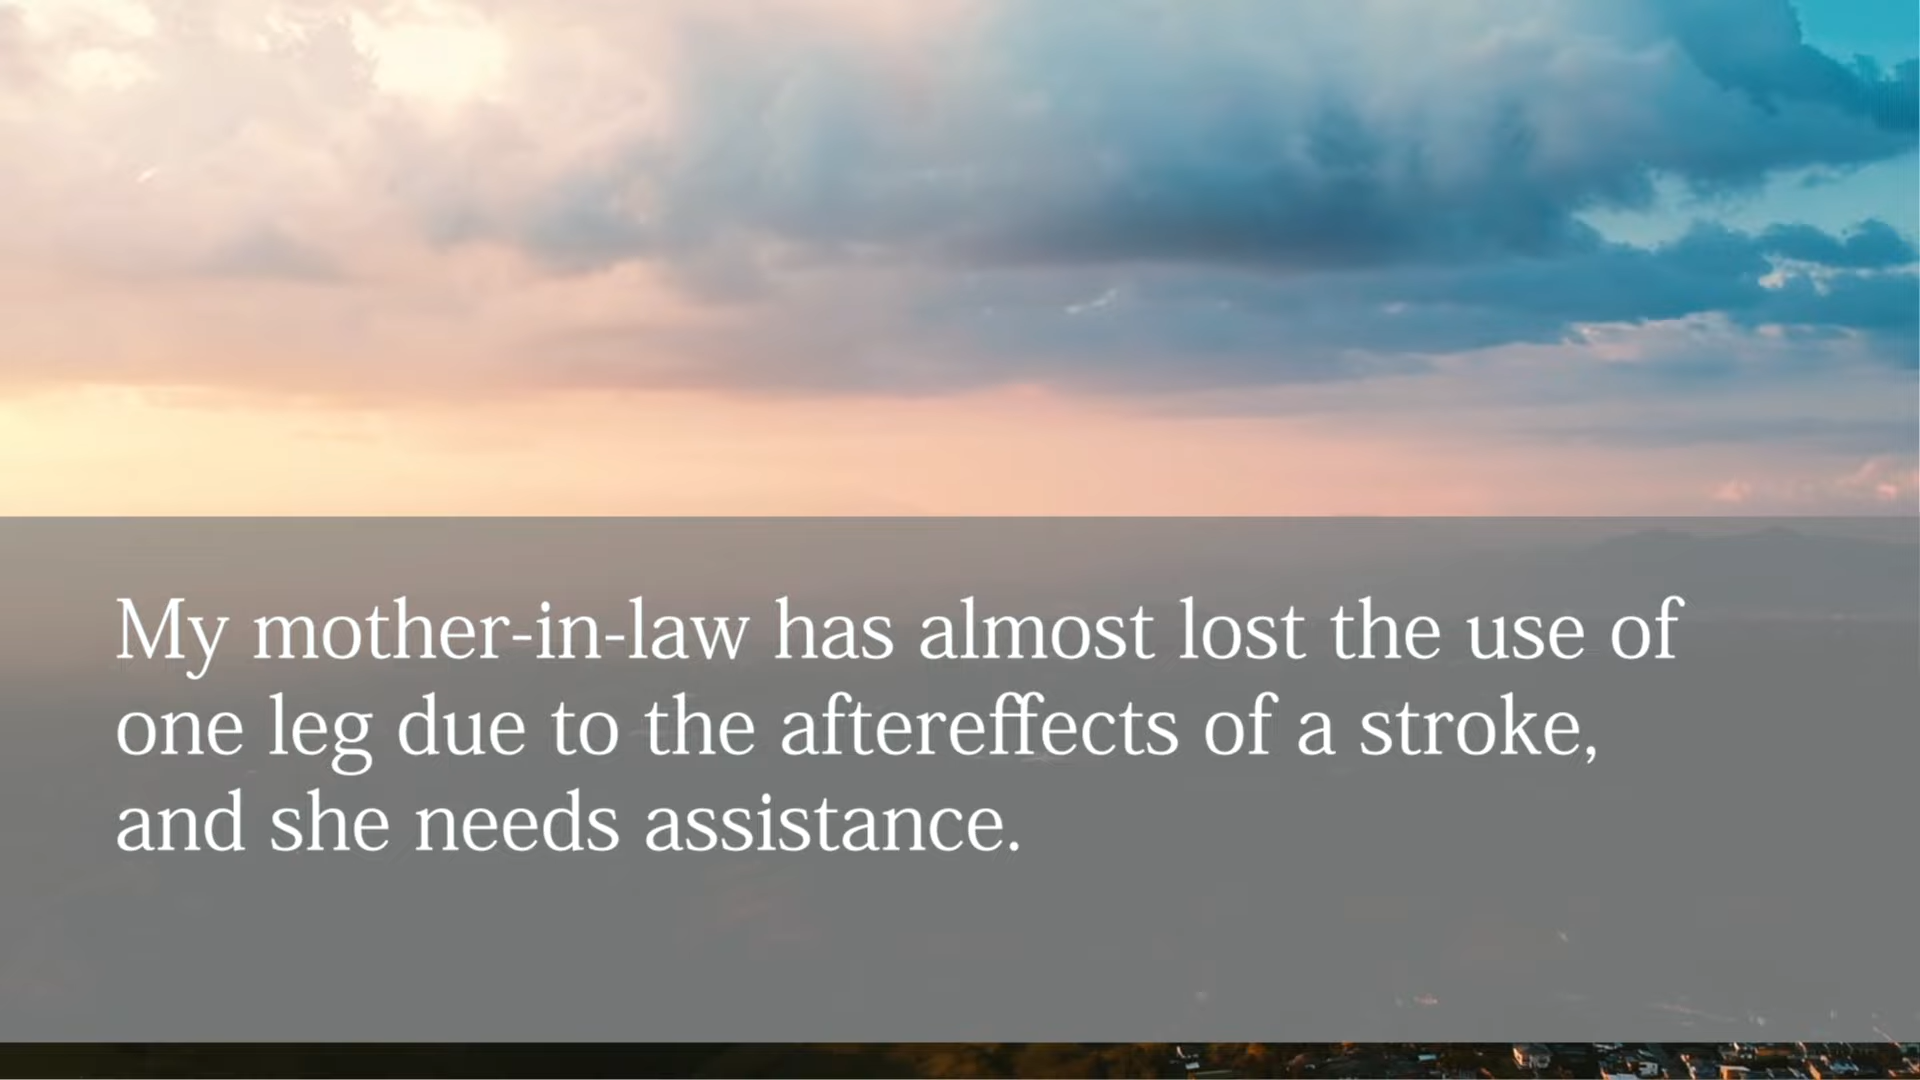 My mother-in-law has almost lost the use of
one leg due to the aftereffects of a stroke,
and she needs assistance.